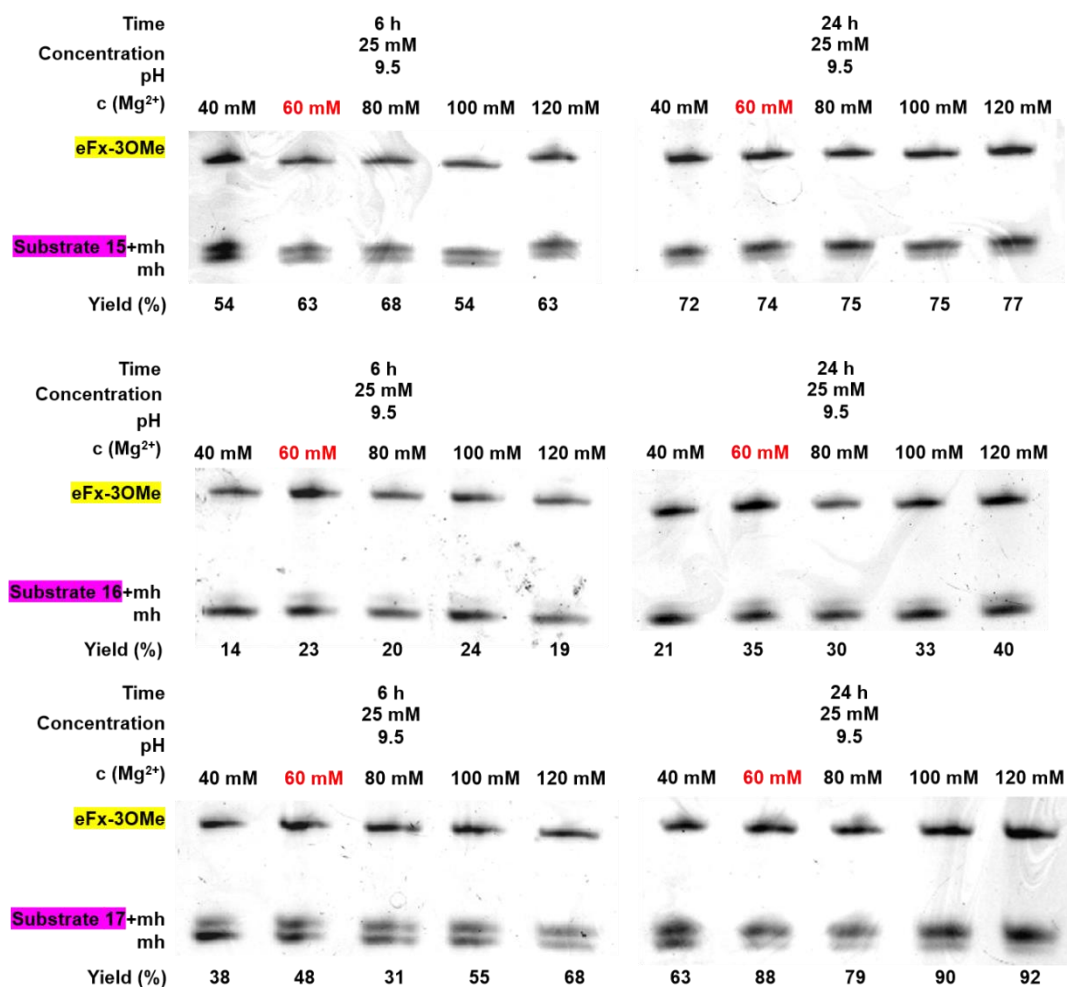 Time 6 h 24 h
Concentration 25 mM 25 mM
pH 9.5 9.5
c (Mg²⁺) 40 mM 60 mM 80 mM 100 mM 120 mM 40 mM 60 mM 80 mM 100 mM 120 mM
eFx-3OMe
Substrate 15+mh
mh
Yield (%) 54 63 68 54 63 72 74 75 75 77
Time 6 h 24 h
Concentration 25 mM 25 mM
pH 9.5 9.5
c (Mg²⁺) 40 mM 60 mM 80 mM 100 mM 120 mM 40 mM 60 mM 80 mM 100 mM 120 mM
eFx-3OMe
Substrate 16+mh
mh
Yield (%) 14 23 20 24 19 21 35 30 33 40
Time 6 h 24 h
Concentration 25 mM 25 mM
pH 9.5 9.5
c (Mg²⁺) 40 mM 60 mM 80 mM 100 mM 120 mM 40 mM 60 mM 80 mM 100 mM 120 mM
eFx-3OMe
Substrate 17+mh
mh
Yield (%) 38 48 31 55 68 63 88 79 90 92